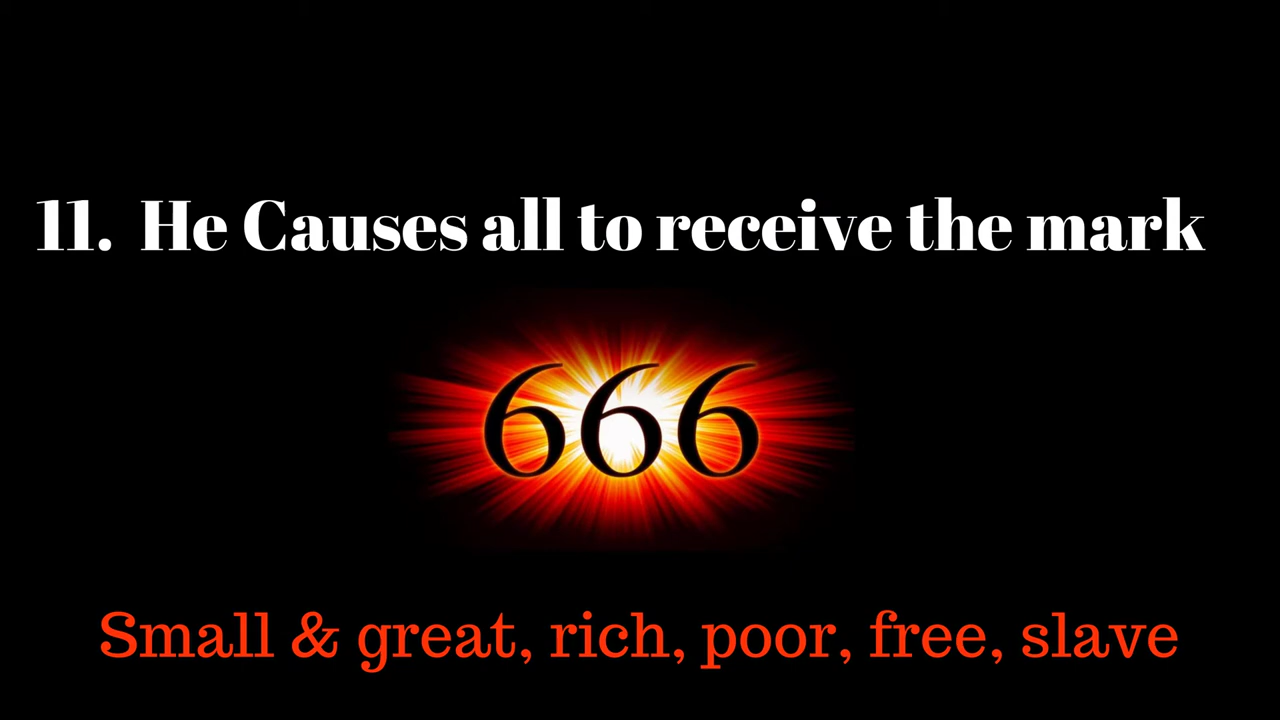 11. He Causes all to receive the mark
666
Small & great, rich, poor, free, slave